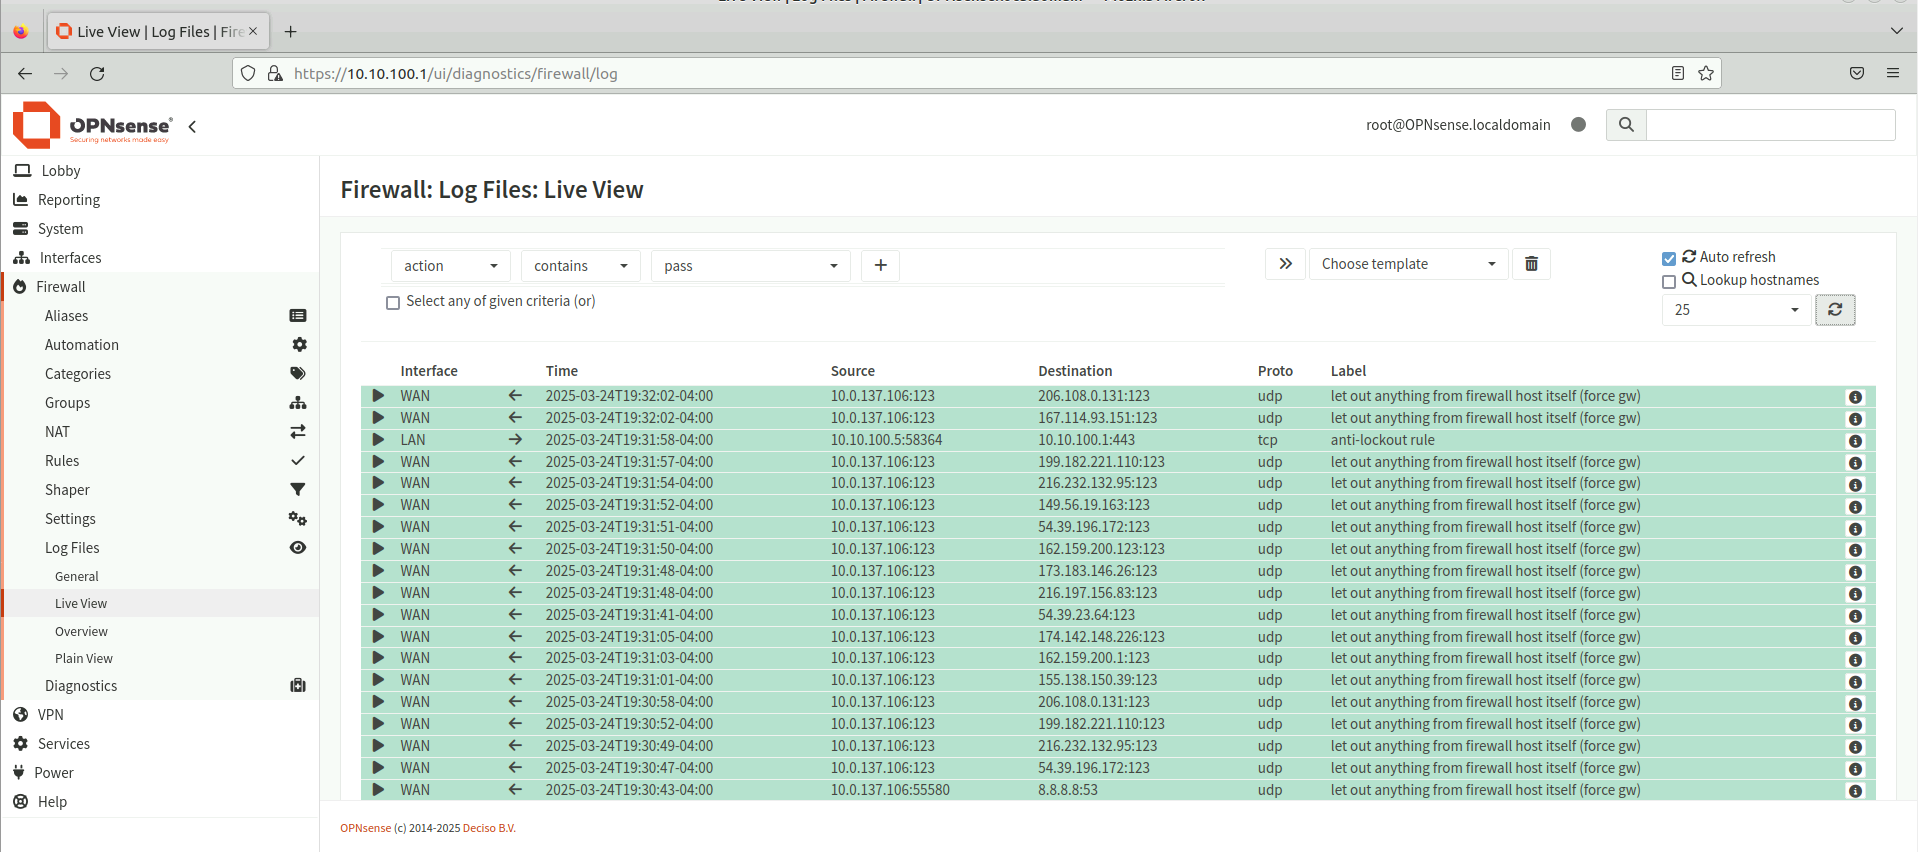 Live View | Log Files | Fire
https://10.10.100.1/ui/diagnostics/firewall/log
OPNsense®
Securing networks made easy
root@OPNsense.localdomain
Lobby
Reporting
System
Interfaces
Firewall
Aliases
Automation
Categories
Groups
NAT
Rules
Shaper
Settings
Log Files
General
Live View
Overview
Plain View
Diagnostics
VPN
Services
Power
Help
Firewall: Log Files: Live View
action contains pass +
Select any of given criteria (or)
Choose template
Auto refresh
Lookup hostnames
25
Interface Time Source Destination Proto Label
WAN 2025-03-24T19:32:02-04:00 10.0.137.106:123 206.108.0.131:123 udp let out anything from firewall host itself (force gw)
WAN 2025-03-24T19:32:02-04:00 10.0.137.106:123 167.114.93.151:123 udp let out anything from firewall host itself (force gw)
LAN 2025-03-24T19:31:58-04:00 10.10.100.5:58364 10.10.100.1:443 tcp anti-lockout rule
WAN 2025-03-24T19:31:57-04:00 10.0.137.106:123 199.182.221.110:123 udp let out anything from firewall host itself (force gw)
WAN 2025-03-24T19:31:54-04:00 10.0.137.106:123 216.232.132.95:123 udp let out anything from firewall host itself (force gw)
WAN 2025-03-24T19:31:52-04:00 10.0.137.106:123 149.56.19.163:123 udp let out anything from firewall host itself (force gw)
WAN 2025-03-24T19:31:51-04:00 10.0.137.106:123 54.39.196.172:123 udp let out anything from firewall host itself (force gw)
WAN 2025-03-24T19:31:50-04:00 10.0.137.106:123 162.159.200.123:123 udp let out anything from firewall host itself (force gw)
WAN 2025-03-24T19:31:48-04:00 10.0.137.106:123 173.183.146.26:123 udp let out anything from firewall host itself (force gw)
WAN 2025-03-24T19:31:48-04:00 10.0.137.106:123 216.197.156.83:123 udp let out anything from firewall host itself (force gw)
WAN 2025-03-24T19:31:41-04:00 10.0.137.106:123 54.39.23.64:123 udp let out anything from firewall host itself (force gw)
WAN 2025-03-24T19:31:05-04:00 10.0.137.106:123 174.142.148.226:123 udp let out anything from firewall host itself (force gw)
WAN 2025-03-24T19:31:03-04:00 10.0.137.106:123 162.159.200.1:123 udp let out anything from firewall host itself (force gw)
WAN 2025-03-24T19:31:01-04:00 10.0.137.106:123 155.138.150.39:123 udp let out anything from firewall host itself (force gw)
WAN 2025-03-24T19:30:58-04:00 10.0.137.106:123 206.108.0.131:123 udp let out anything from firewall host itself (force gw)
WAN 2025-03-24T19:30:52-04:00 10.0.137.106:123 199.182.221.110:123 udp let out anything from firewall host itself (force gw)
WAN 2025-03-24T19:30:49-04:00 10.0.137.106:123 216.232.132.95:123 udp let out anything from firewall host itself (force gw)
WAN 2025-03-24T19:30:47-04:00 10.0.137.106:123 54.39.196.172:123 udp let out anything from firewall host itself (force gw)
WAN 2025-03-24T19:30:43-04:00 10.0.137.106:55580 8.8.8.8:53 udp let out anything from firewall host itself (force gw)
OPNsense (c) 2014-2025 Deciso B.V.